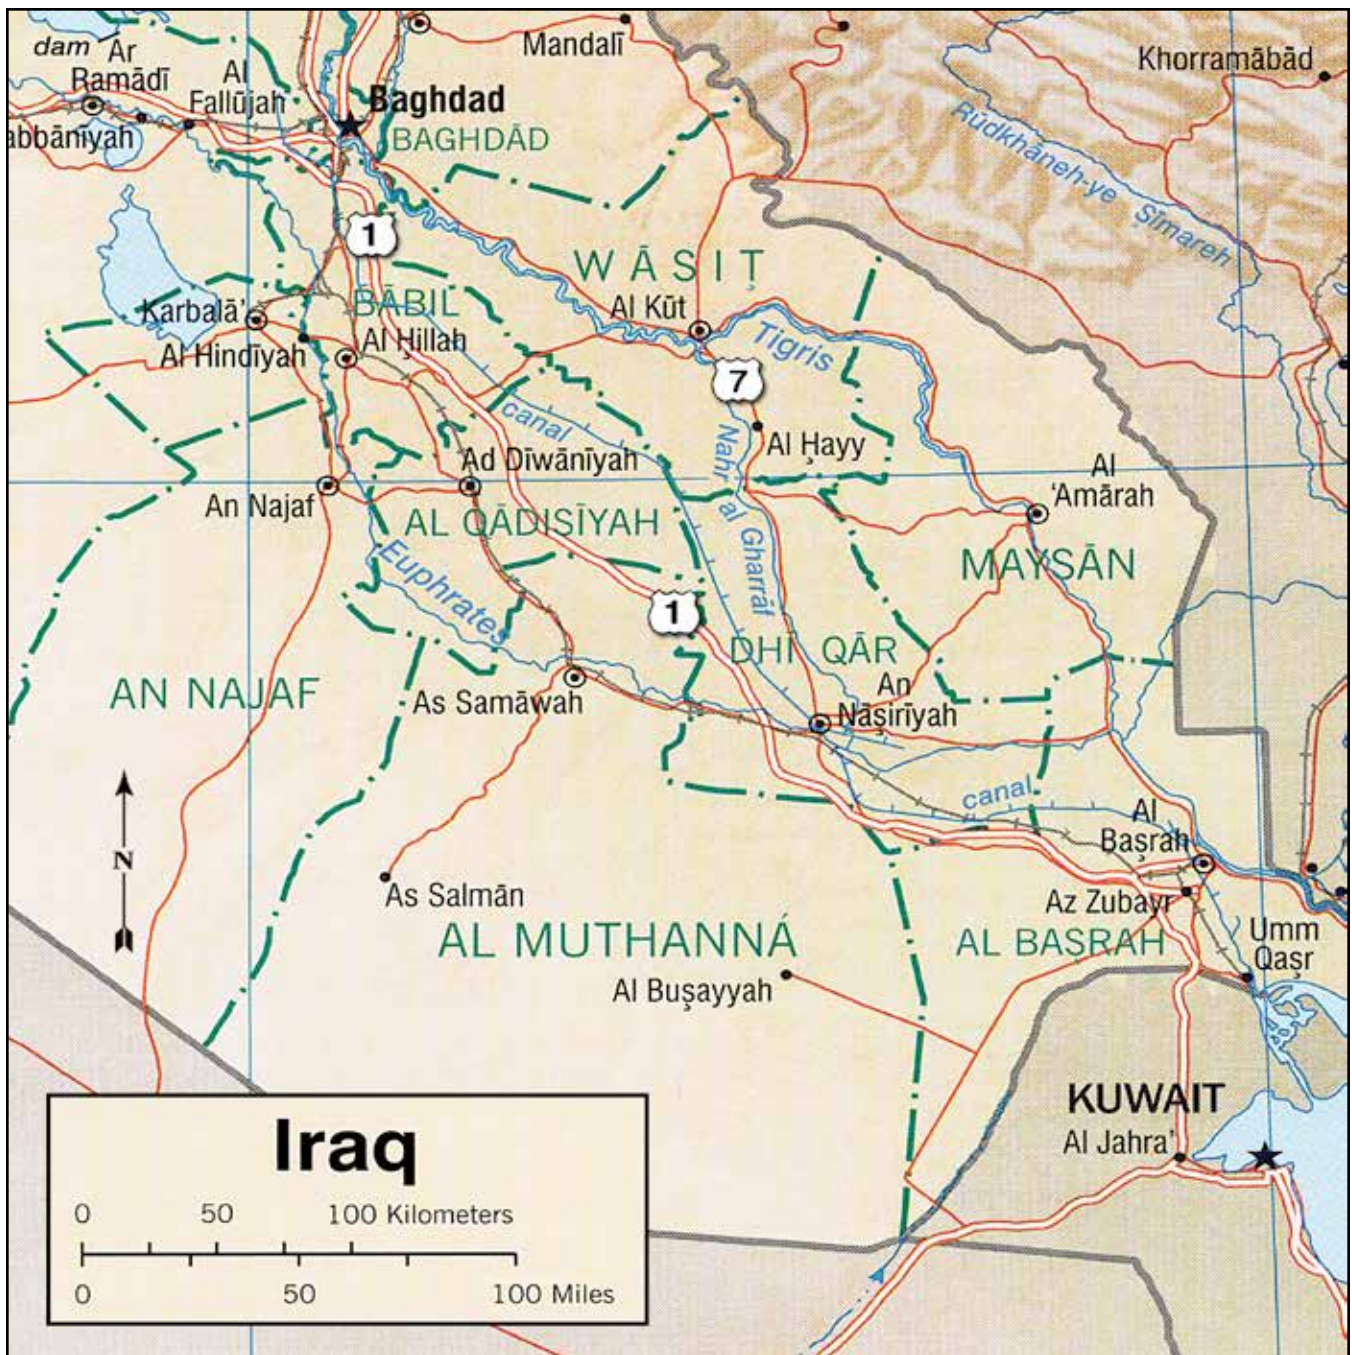 dam
Ar
Ramādī
Al
Fallūjah
abbānīyah
Mandalī
Khorramābād
Baghdad
BAGHDĀD
Rūdkhāneh-ye Ṣīmareh
1
WĀSIṬ
Karbalā'
BĀBIL
Al Kūt
Al Hindīyah
Al Ḩillah
Tigris
7
canal
Nahr al Gharrāf
Al Ḩayy
Ad Dīwānīyah
Al
'Amārah
An Najaf
AL QĀDISĪYAH
Euphrates
MAYSĀN
1
DHĪ QĀR
AN NAJAF
As Samāwah
An
Nāşirīyah
N
canal
Al
Başrah
As Salmān
Az Zubayr
AL MUTHANNÁ
AL BAŞRAH
Umm
Qaşr
Al Buşayyah
KUWAIT
Al Jahra'
Iraq
0 50 100 Kilometers
0 50 100 Miles